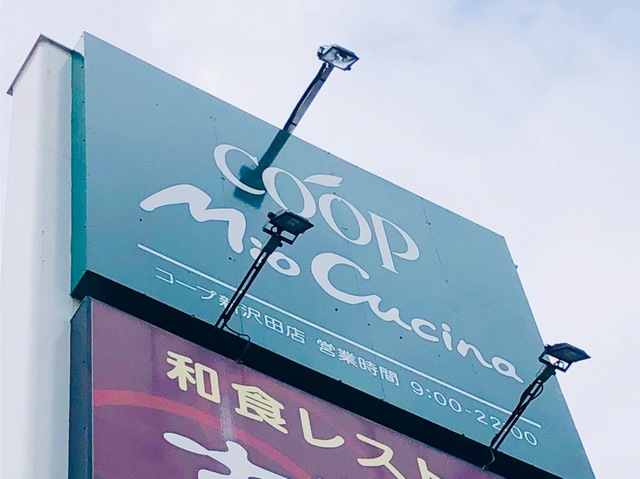 COOP
Mio Cucina
コープ新沢田店 営業時間 9:00-22:00
和食レスト